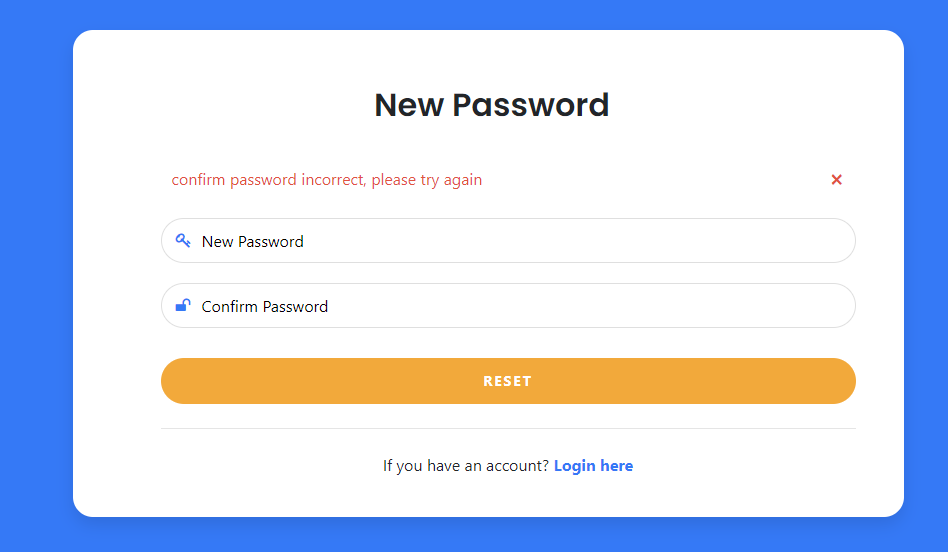 New Password
confirm password incorrect, please try again
New Password
Confirm Password
RESET
If you have an account? Login here